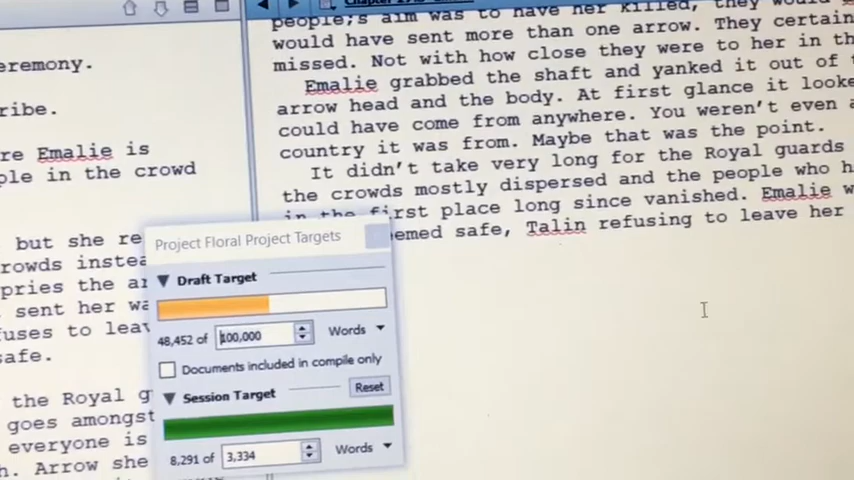 eremony.
ribe.
re Emalie is
ple in the crowd
but she re
rowds instea
pries the ar
sent her wa
fuses to leav
safe.
the Royal g
goes amongst
everyone is
h. Arrow she
people;s aim was to have her killed, they would
would have sent more than one arrow. They certain
missed. Not with how close they were to her in th
Emalie grabbed the shaft and yanked it out of t
arrow head and the body. At first glance it looke
could have come from anywhere. You weren't even a
country it was from. Maybe that was the point.
It didn't take very long for the Royal guards
the crowds mostly dispersed and the people who h
in the first place long since vanished. Emalie w
emed safe, Talin refusing to leave her
Project Floral Project Targets
Draft Target
48,452 of 100,000 Words
Documents included in compile only
Session Target Reset
8,291 of 3,334 Words